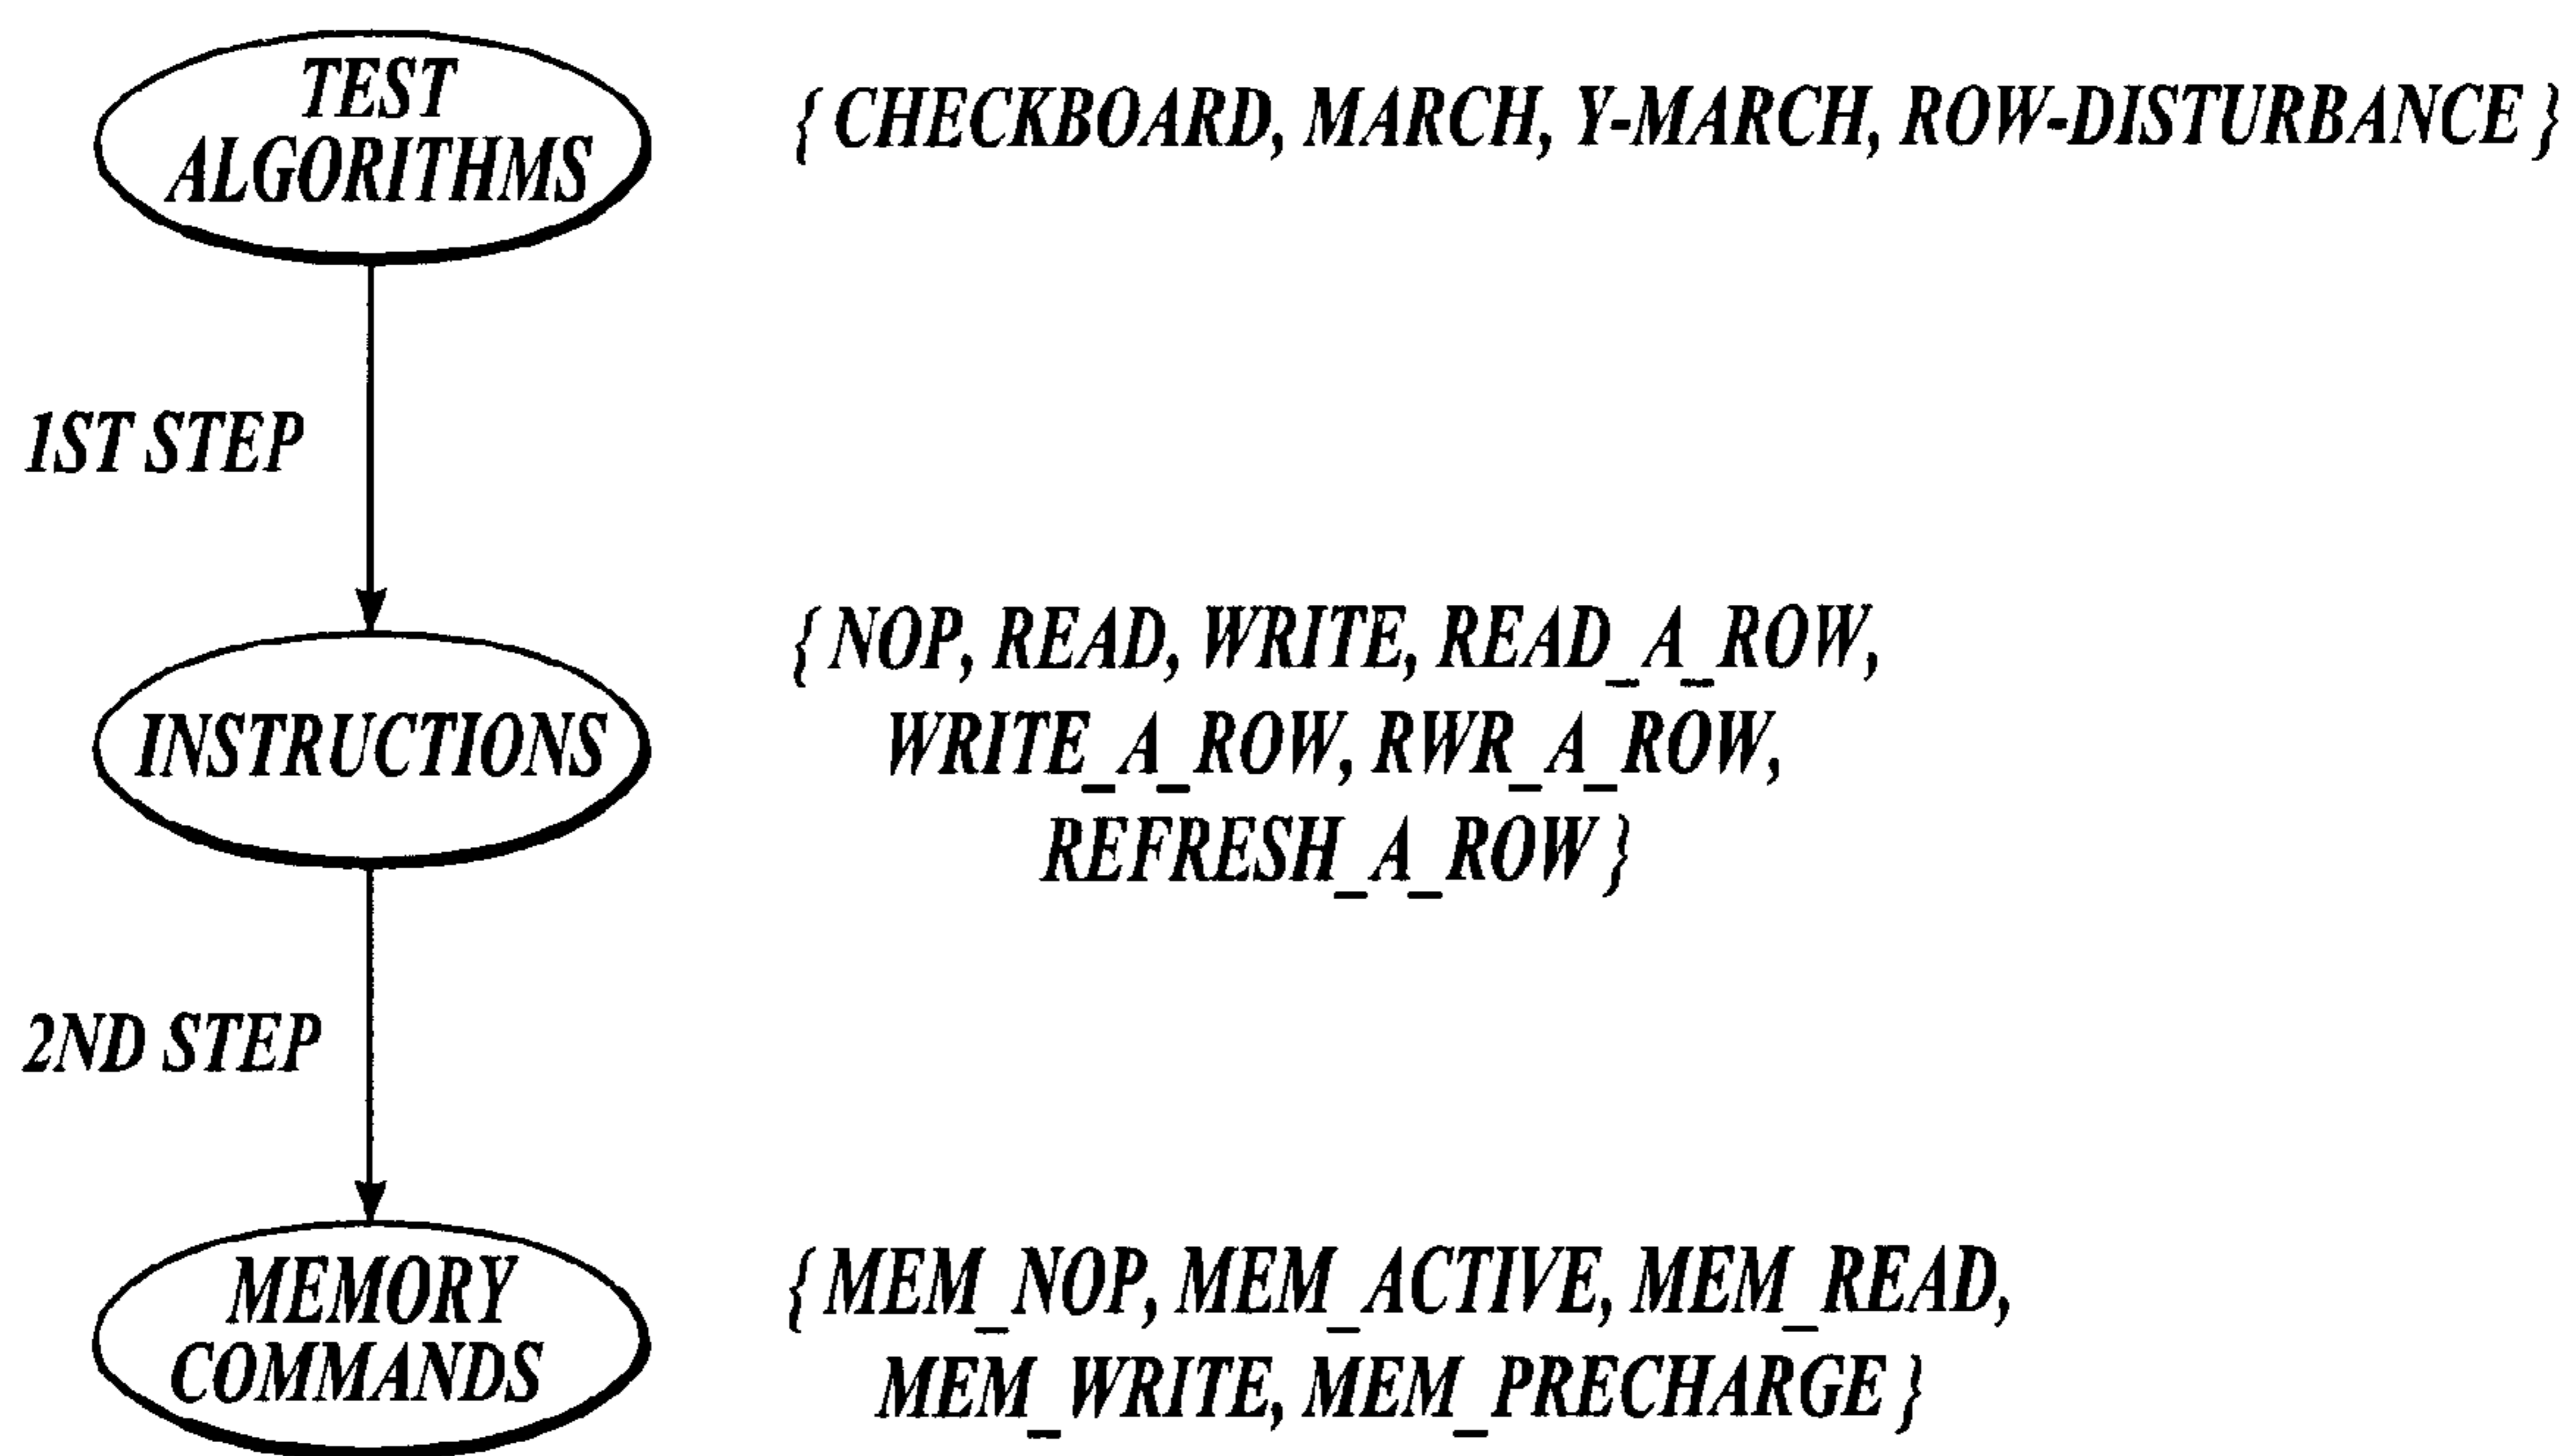 TEST
ALGORITHMS
{ CHECKBOARD, MARCH, Y-MARCH, ROW-DISTURBANCE }
1ST STEP
INSTRUCTIONS
{ NOP, READ, WRITE, READ_A_ROW,
WRITE_A_ROW, RWR_A_ROW,
REFRESH_A_ROW }
2ND STEP
MEMORY
COMMANDS
{ MEM_NOP, MEM_ACTIVE, MEM_READ,
MEM_WRITE, MEM_PRECHARGE }